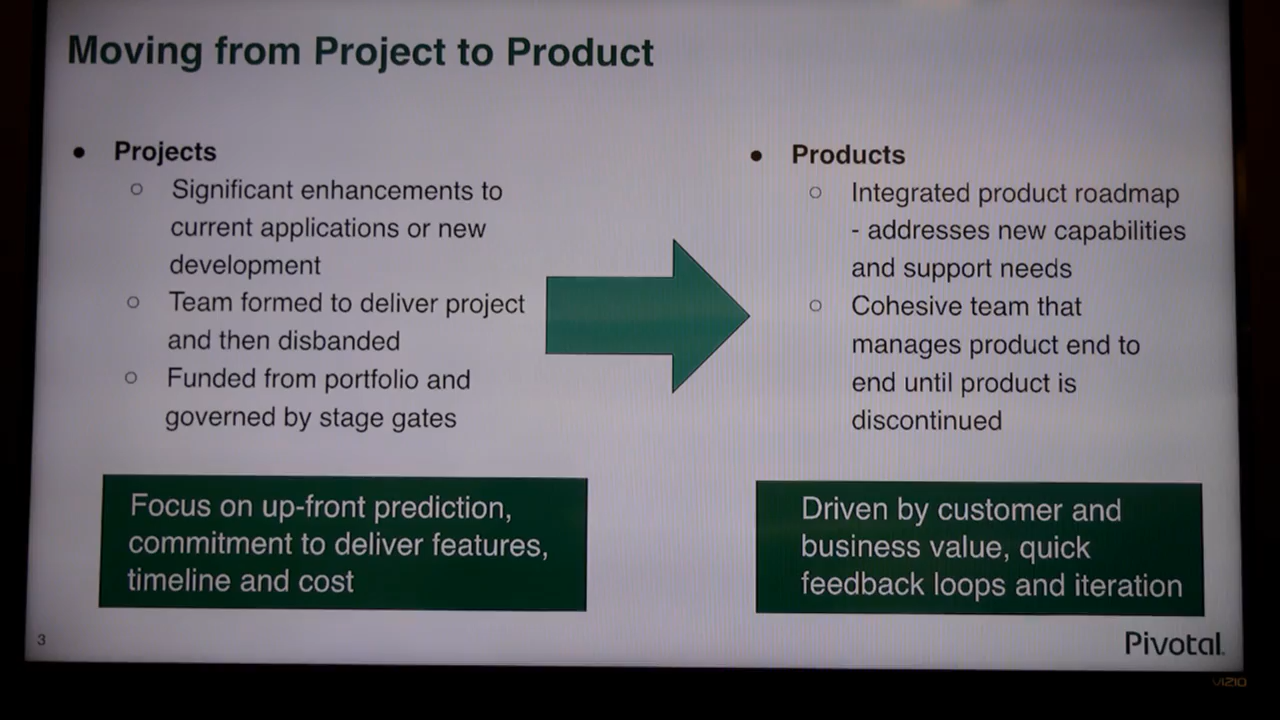 Moving from Project to Product
● Projects
○ Significant enhancements to
current applications or new
development
○ Team formed to deliver project
and then disbanded
○ Funded from portfolio and
governed by stage gates
Focus on up-front prediction,
commitment to deliver features,
timeline and cost
● Products
○ Integrated product roadmap
- addresses new capabilities
and support needs
○ Cohesive team that
manages product end to
end until product is
discontinued
Driven by customer and
business value, quick
feedback loops and iteration
3
Pivotal.
VIZIO